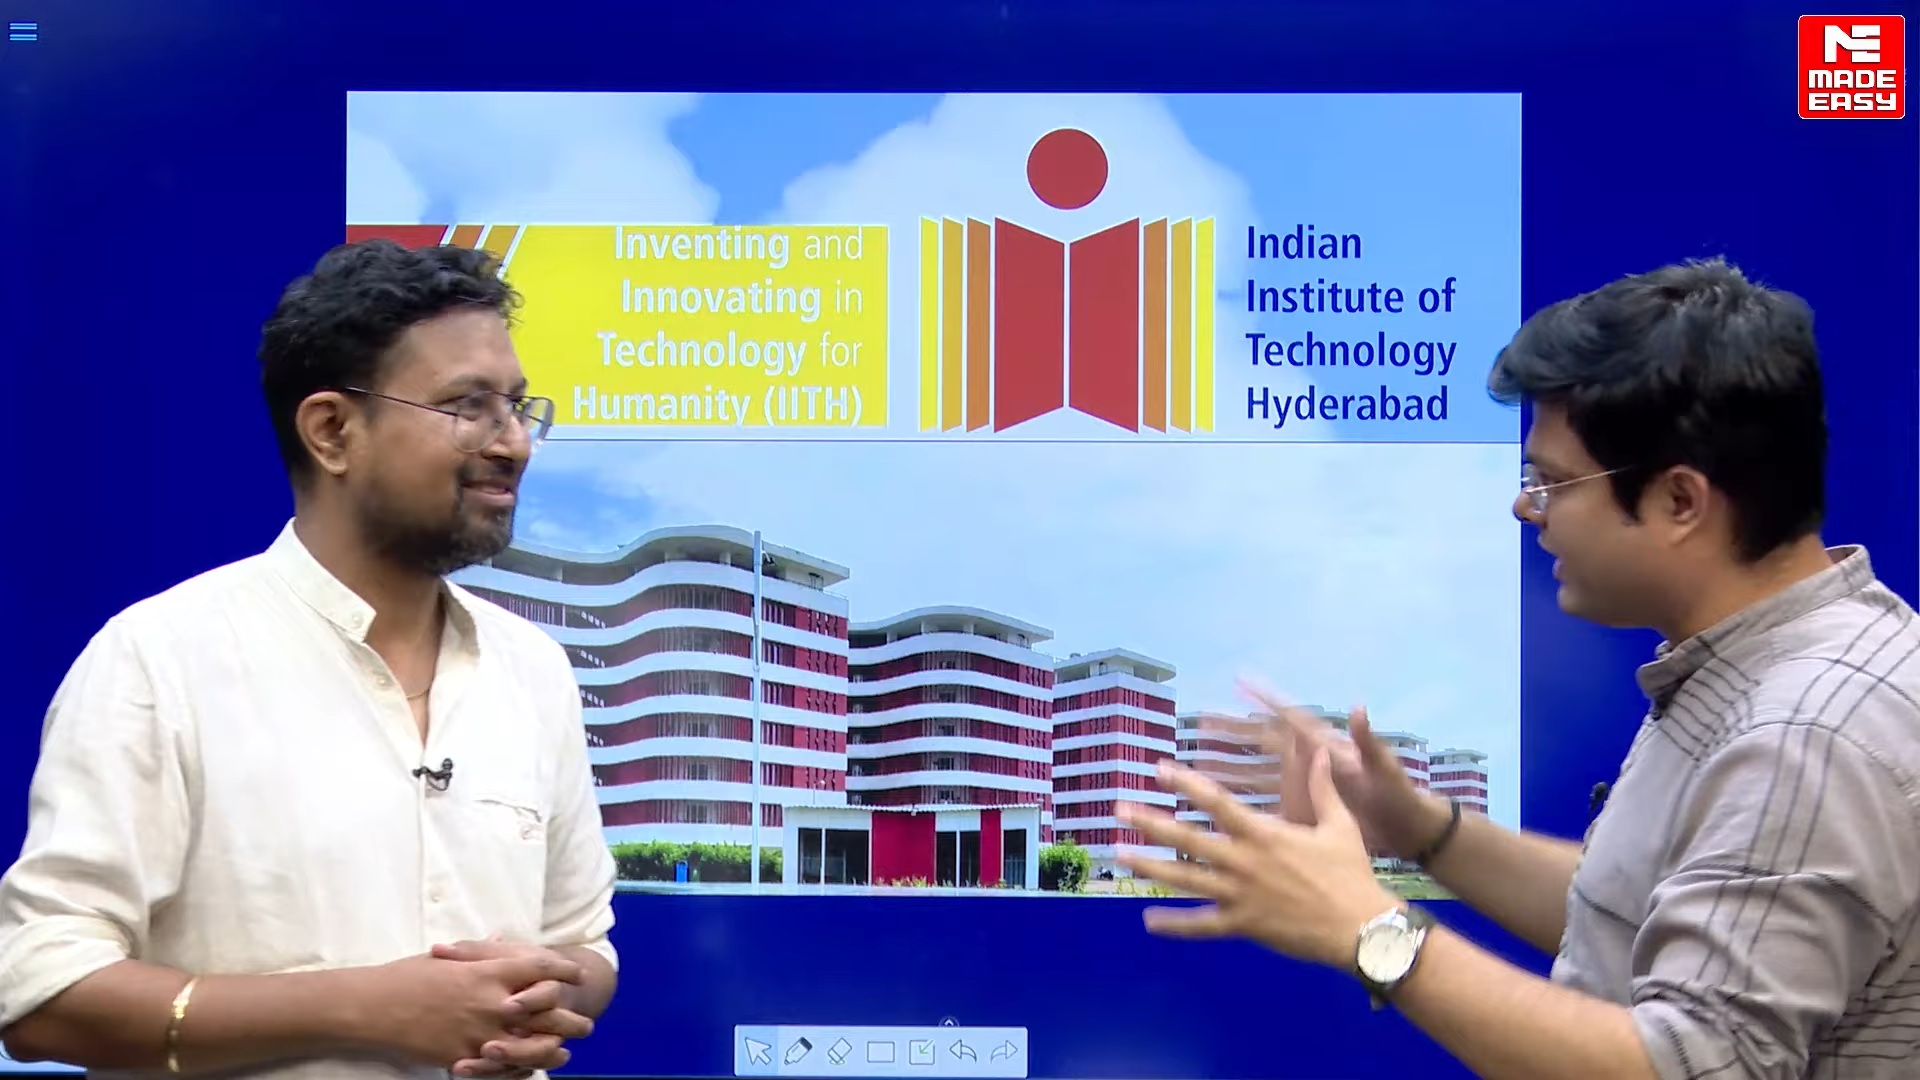 MADE
EASY
Inventing and
Innovating in
Technology for
Humanity (IITH)
Indian
Institute of
Technology
Hyderabad